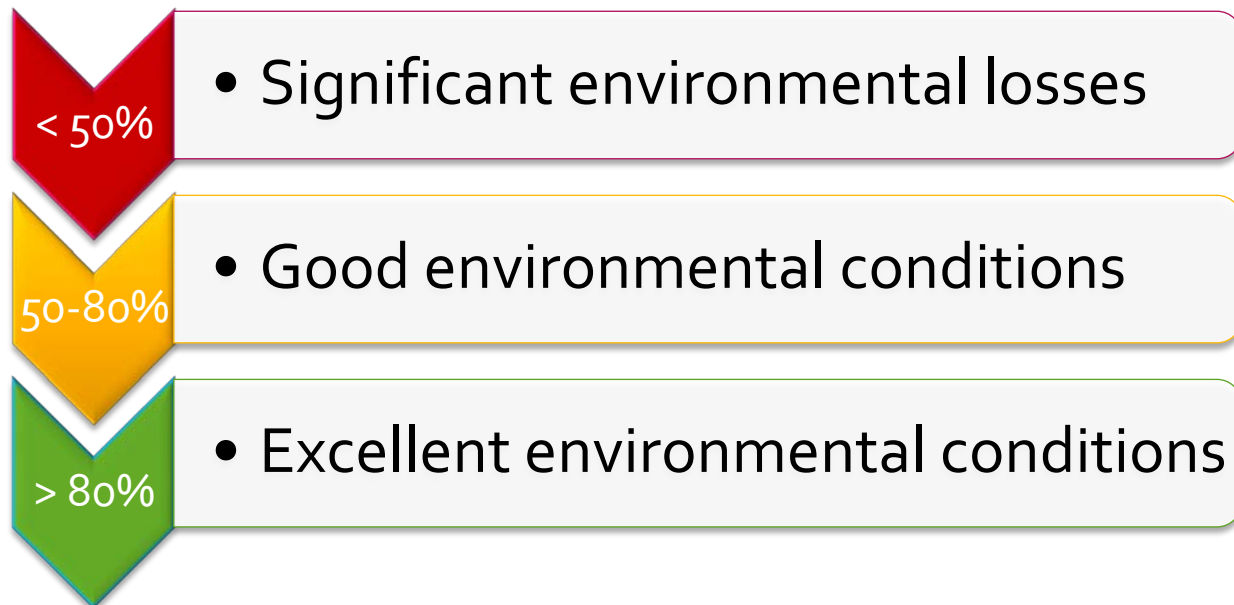 < 50%
• Significant environmental losses
50-80%
• Good environmental conditions
> 80%
• Excellent environmental conditions